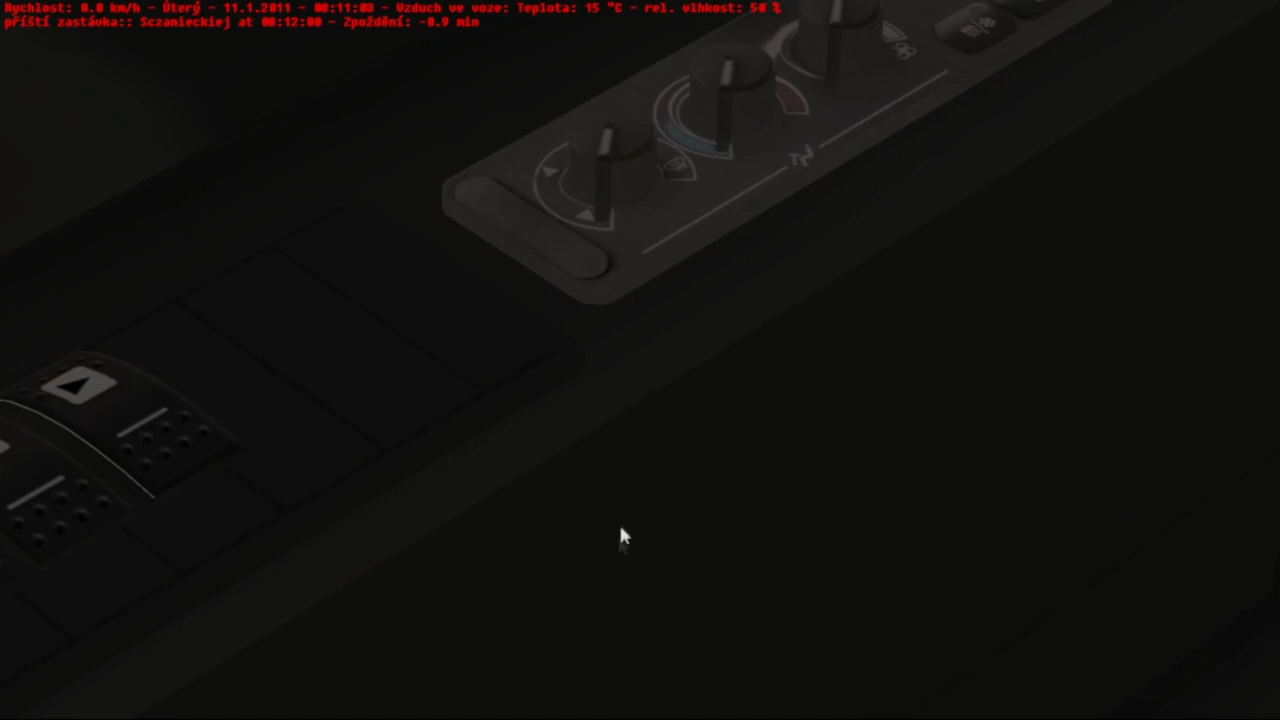 Rychlost: 0.0 km/h - Úterý - 11.1.2011 - 00:11:03 - Vzduch ve voze: Teplota: 15 °C - rel. vlhkost: 50 %
příští zastávka:: Sczanieckiej at 00:12:00 - Zpoždění: -0.9 min